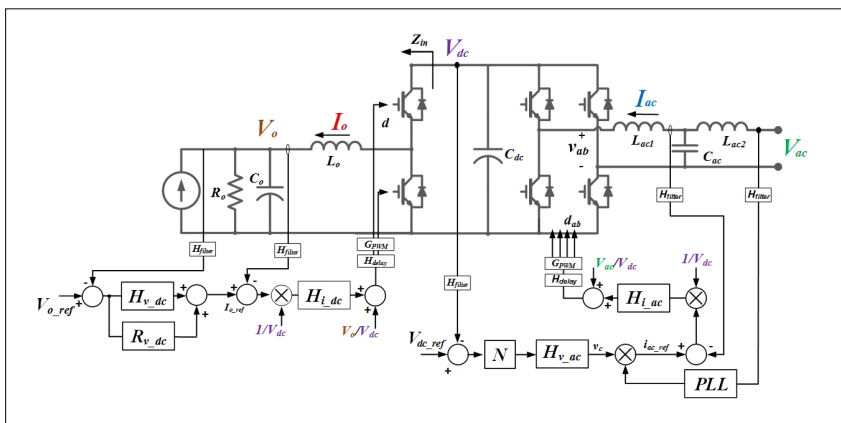 Z_in
V_dc
I_ac
V_o
I_o
d
L_o
C_dc
+
v_ab
-
L_ac1
C_ac
L_ac2
V_ac
R_o
C_o
H_filter
H_filter
d_ab
G_PWM
H_delay
G_PWM
H_delay
H_filter
H_filter
H_filter
V_ac/V_dc
1/V_dc
V_o_ref
-
+
H_v_dc
R_v_dc
+
+
I_o_ref
+
-
1/V_dc
H_i_dc
+
+
V_o/V_dc
+
+
H_i_ac
V_dc_ref
-
+
N
H_v_ac
v_c
i_ac_ref
+
-
PLL